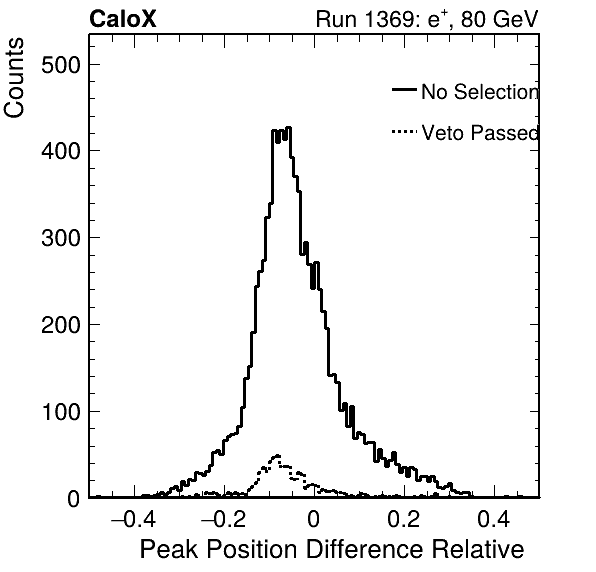 CaloX Run 1369: e⁺, 80 GeV
Counts
500
400
300
200
100
0
No Selection
Veto Passed
−0.4 −0.2 0 0.2 0.4
Peak Position Difference Relative